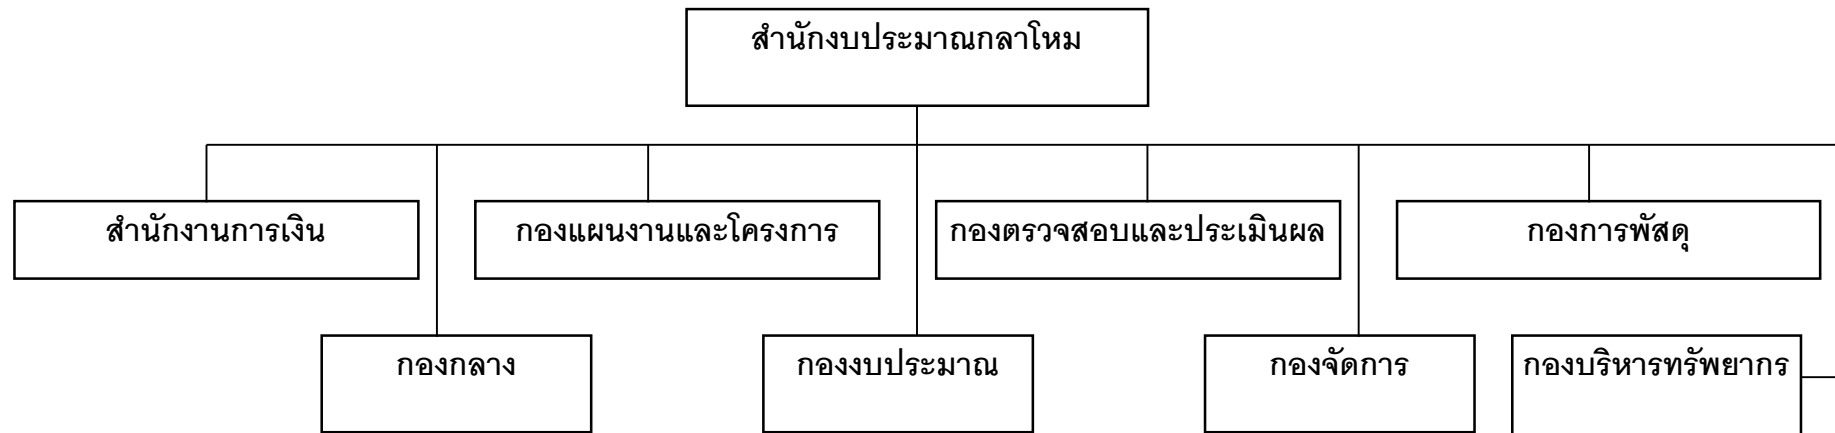 สำนักงบประมาณกลาโหม
สำนักงานการเงิน
กองแผนงานและโครงการ
กองตรวจสอบและประเมินผล
กองการพัสดุ
กองกลาง
กองงบประมาณ
กองจัดการ
กองบริหารทรัพยากร